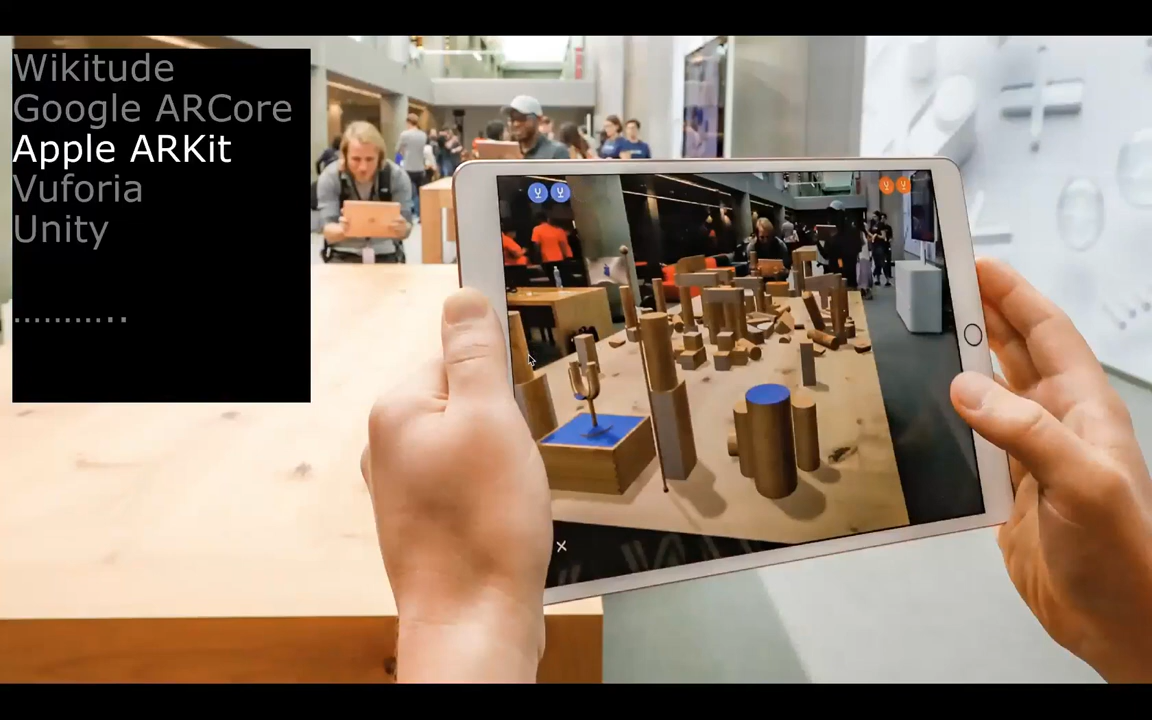 Wikitude
Google ARCore
Apple ARKit
Vuforia
Unity
............